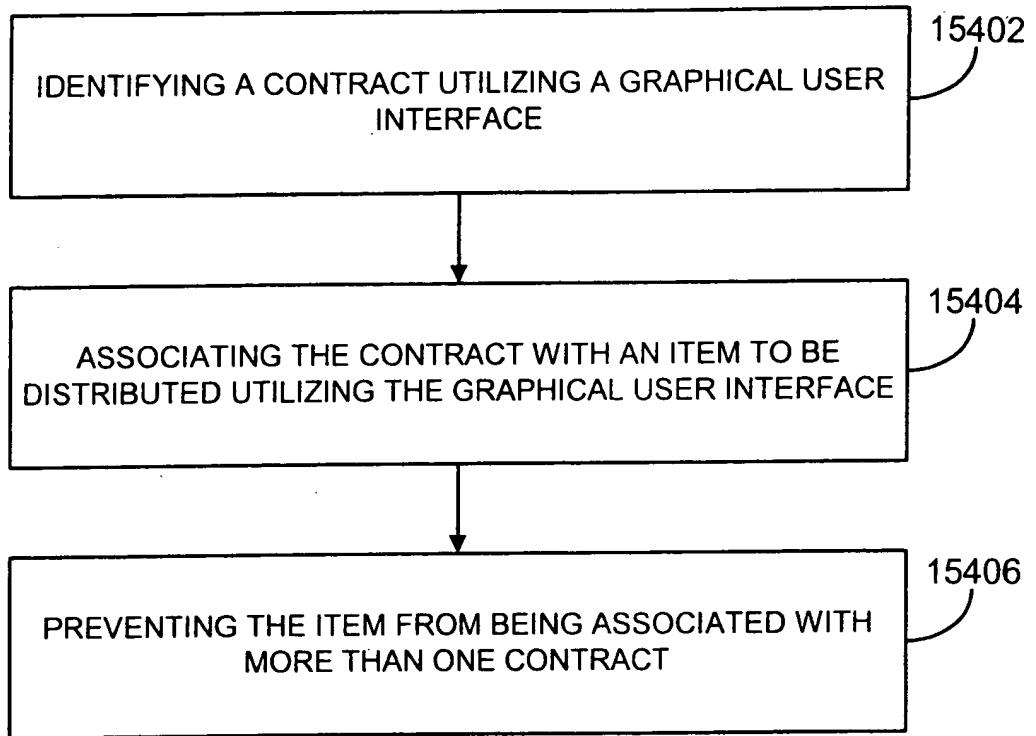 15402
IDENTIFYING A CONTRACT UTILIZING A GRAPHICAL USER
INTERFACE
15404
ASSOCIATING THE CONTRACT WITH AN ITEM TO BE
DISTRIBUTED UTILIZING THE GRAPHICAL USER INTERFACE
15406
PREVENTING THE ITEM FROM BEING ASSOCIATED WITH
MORE THAN ONE CONTRACT